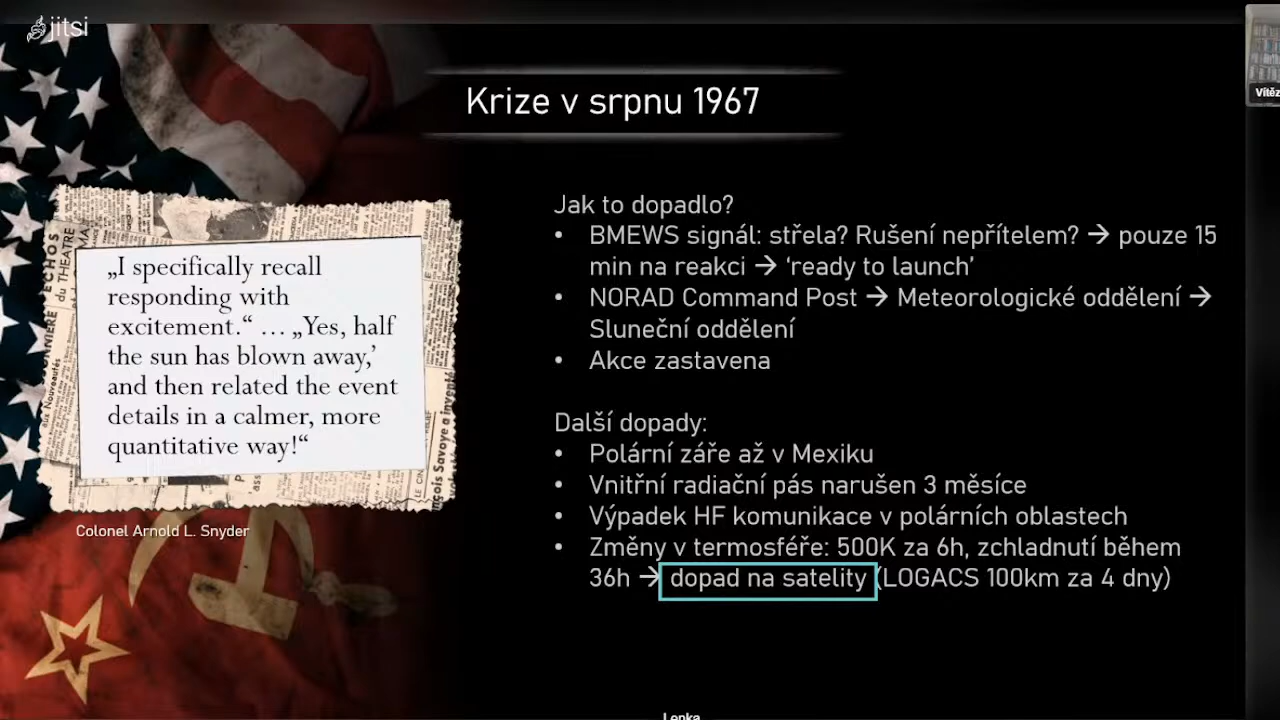 jitsi
Krize v srpnu 1967
Vítěz
ECHOS
du THÉATRE
„I specifically recall
responding with
excitement.“ … „Yes, half
the sun has blown away,’
and then related the event
details in a calmer, more
quantitative way!“
Colonel Arnold L. Snyder
Jak to dopadlo?
• BMEWS signál: střela? Rušení nepřítelem? → pouze 15
min na reakci → ‘ready to launch’
• NORAD Command Post → Meteorologické oddělení →
Sluneční oddělení
• Akce zastavena
Další dopady:
• Polární záře až v Mexiku
• Vnitřní radiační pás narušen 3 měsíce
• Výpadek HF komunikace v polárních oblastech
• Změny v termosféře: 500K za 6h, zchladnutí během
36h → dopad na satelity (LOGACS 100km za 4 dny)
Lenka